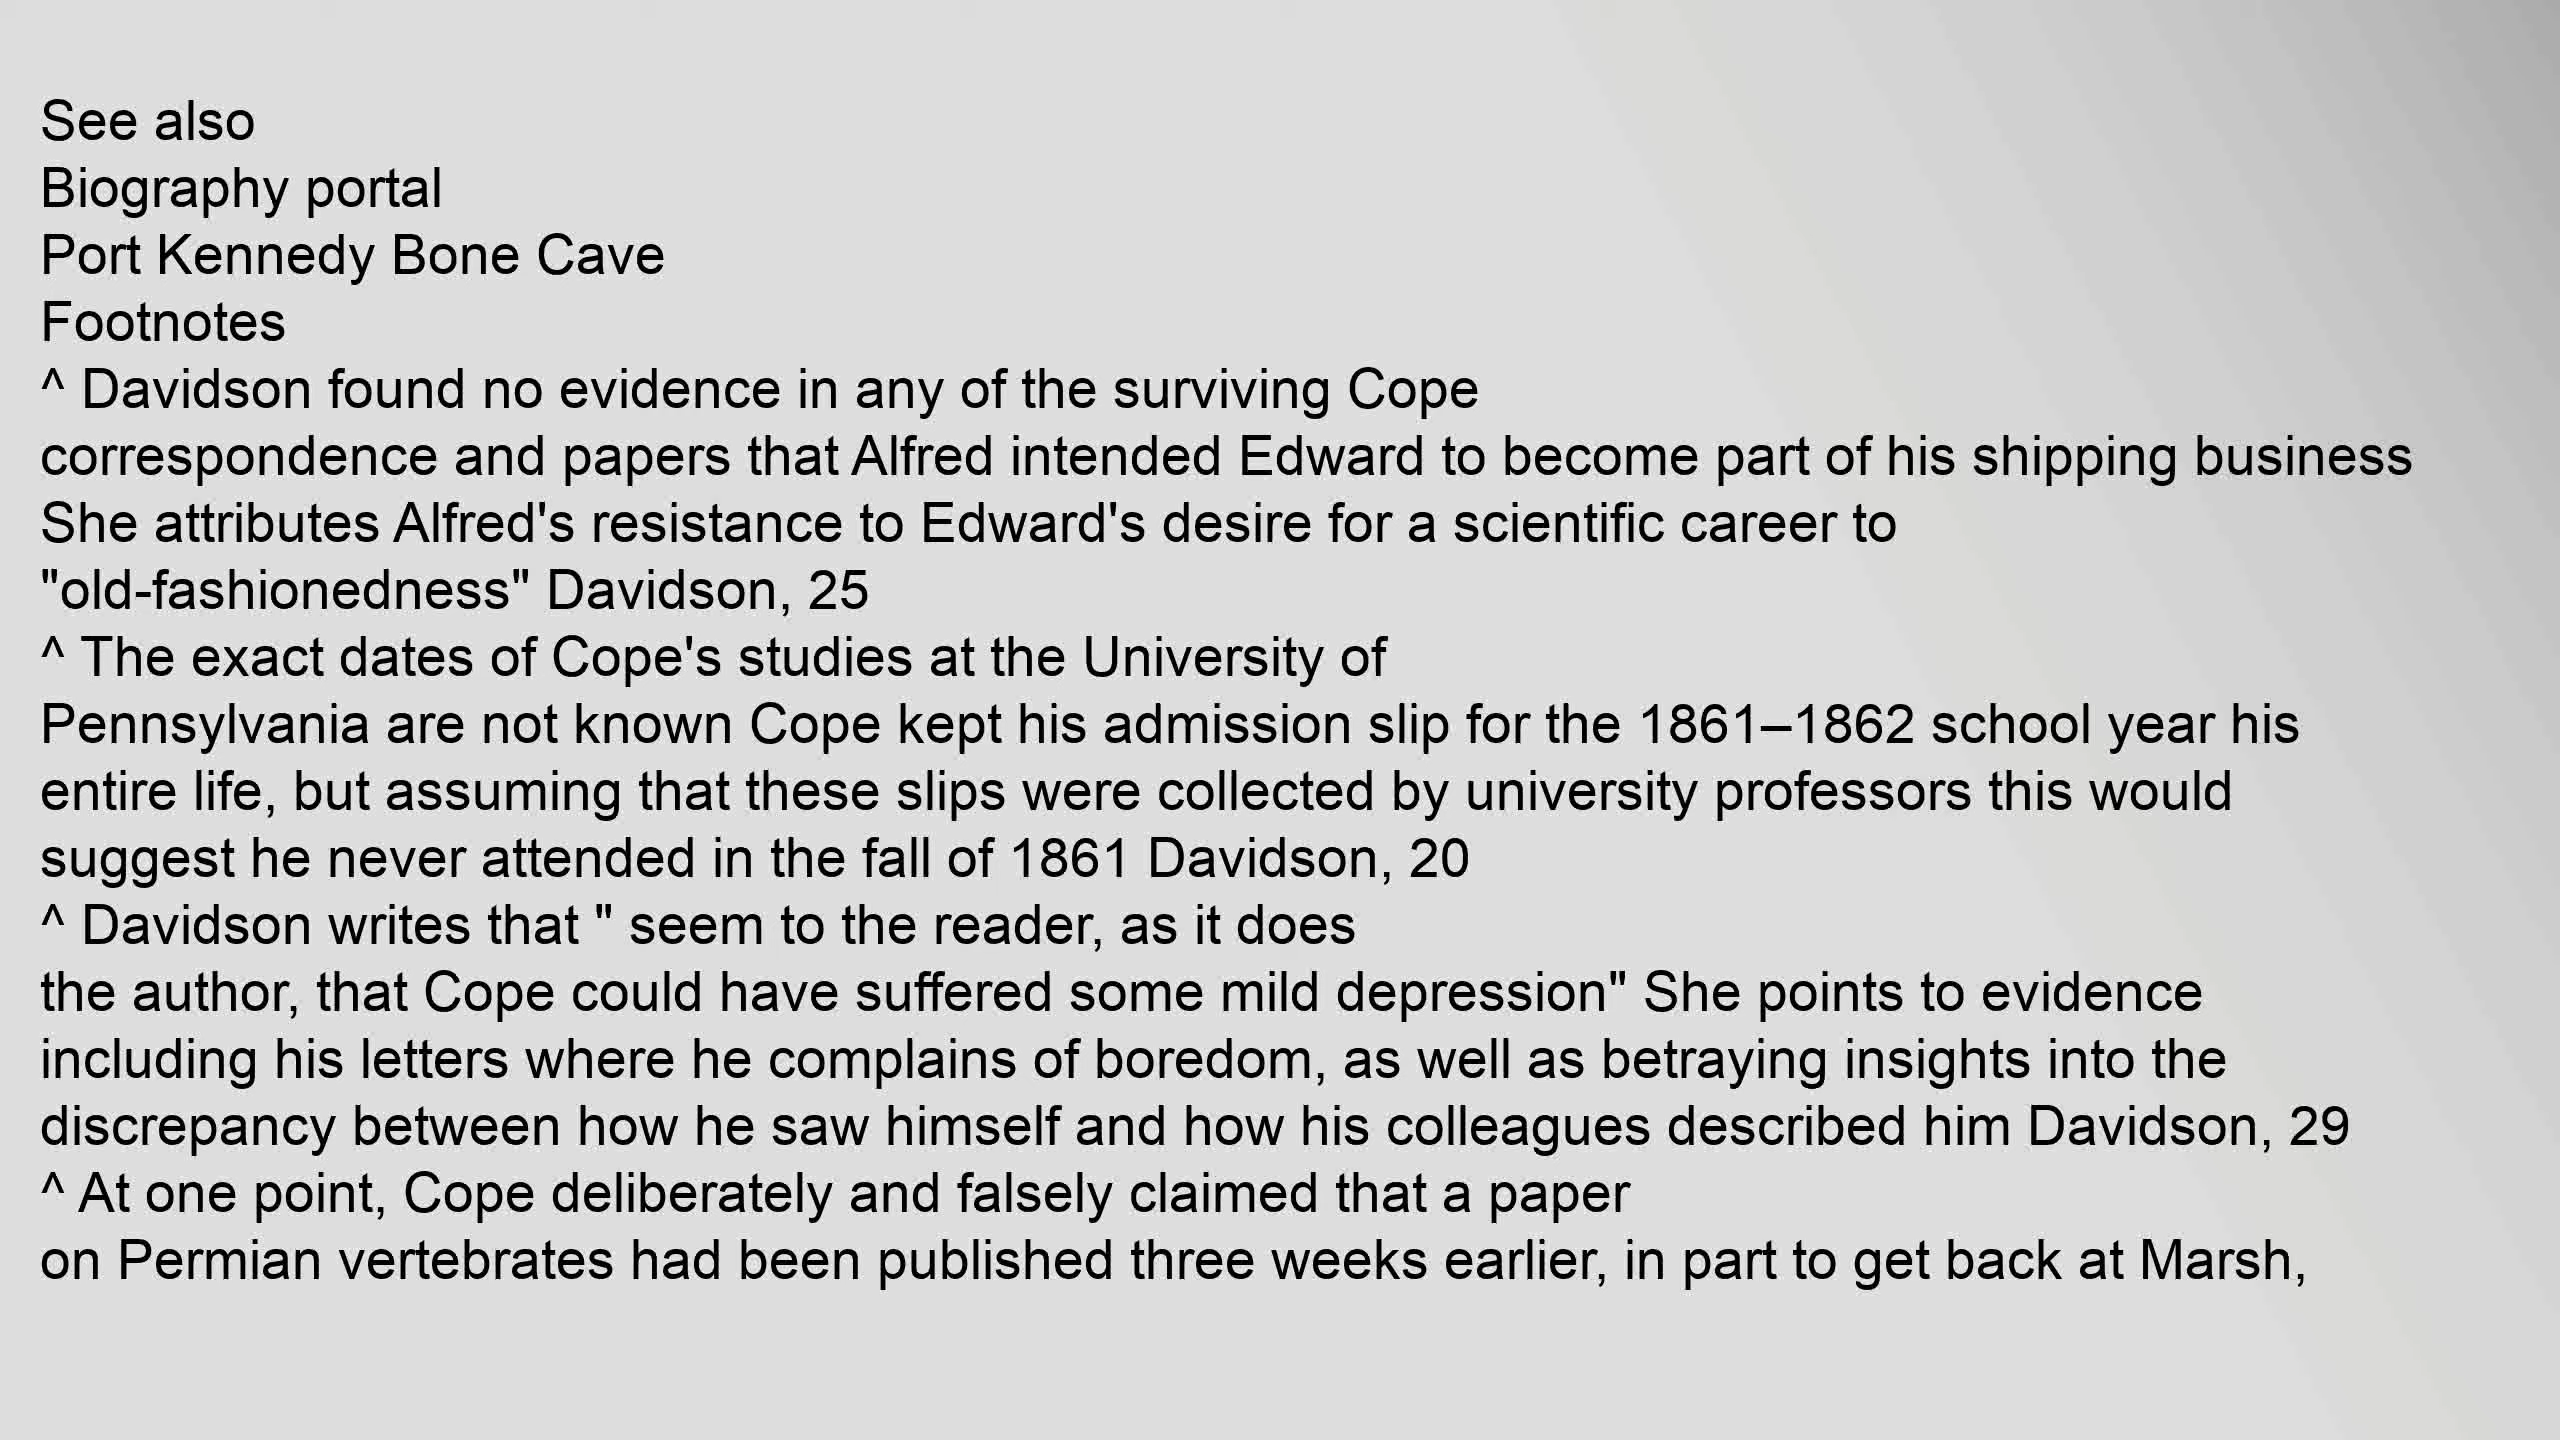 See also
Biography portal
Port Kennedy Bone Cave
Footnotes
^ Davidson found no evidence in any of the surviving Cope
correspondence and papers that Alfred intended Edward to become part of his shipping business
She attributes Alfred's resistance to Edward's desire for a scientific career to
"old-fashionedness" Davidson, 25
^ The exact dates of Cope's studies at the University of
Pennsylvania are not known Cope kept his admission slip for the 1861–1862 school year his
entire life, but assuming that these slips were collected by university professors this would
suggest he never attended in the fall of 1861 Davidson, 20
^ Davidson writes that " seem to the reader, as it does
the author, that Cope could have suffered some mild depression" She points to evidence
including his letters where he complains of boredom, as well as betraying insights into the
discrepancy between how he saw himself and how his colleagues described him Davidson, 29
^ At one point, Cope deliberately and falsely claimed that a paper
on Permian vertebrates had been published three weeks earlier, in part to get back at Marsh,